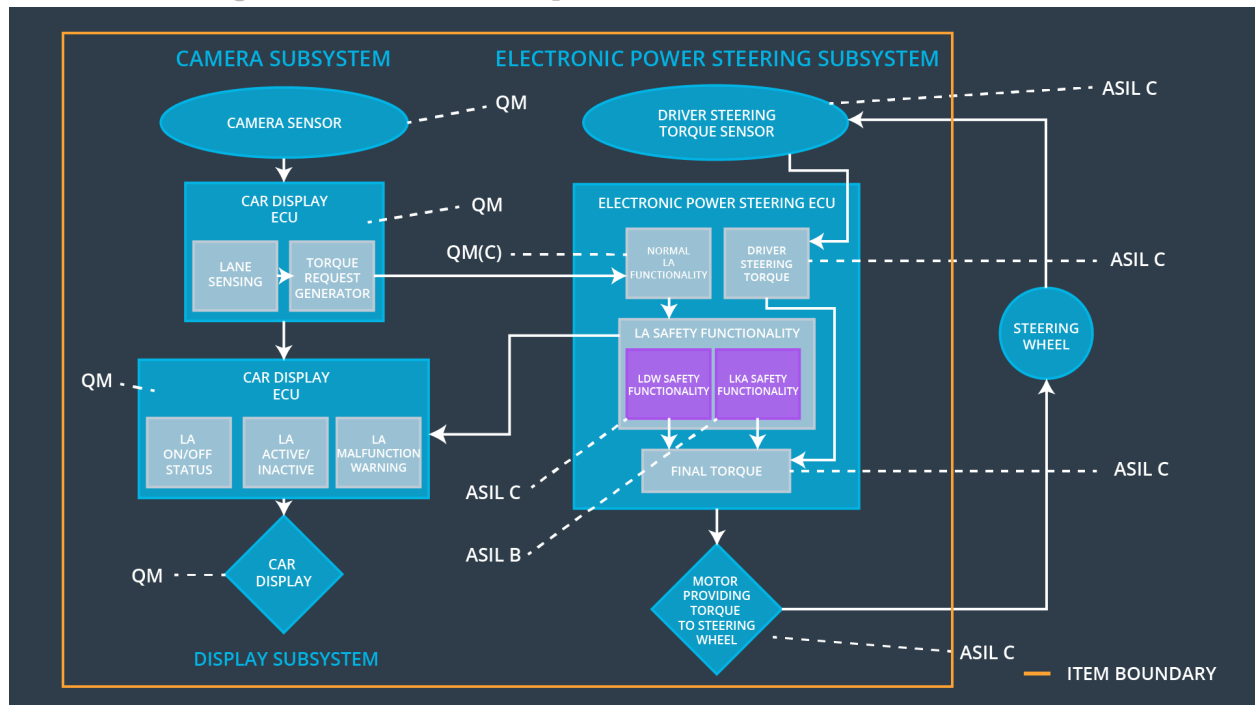 CAMERA SUBSYSTEM
ELECTRONIC POWER STEERING SUBSYSTEM
CAMERA SENSOR
QM
DRIVER STEERING
TORQUE SENSOR
ASIL C
CAR DISPLAY
ECU
QM
LANE
SENSING
TORQUE
REQUEST
GENERATOR
ELECTRONIC POWER STEERING ECU
QM(C)
NORMAL
LA
FUNCTIONALITY
DRIVER
STEERING
TORQUE
ASIL C
STEERING
WHEEL
LA SAFETY FUNCTIONALITY
LDW SAFETY
FUNCTIONALITY
LKA SAFETY
FUNCTIONALITY
CAR DISPLAY
ECU
QM
LA
ON/OFF
STATUS
LA
ACTIVE/
INACTIVE
LA
MALFUNCTION
WARNING
FINAL TORQUE
ASIL C
ASIL C
ASIL B
QM
CAR
DISPLAY
MOTOR
PROVIDING
TORQUE
TO STEERING
WHEEL
ASIL C
DISPLAY SUBSYSTEM
ITEM BOUNDARY